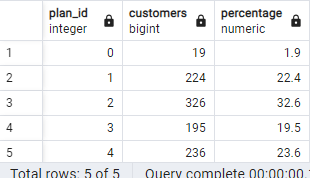 plan_id customers percentage
integer bigint numeric
1 0 19 1.9
2 1 224 22.4
3 2 326 32.6
4 3 195 19.5
5 4 236 23.6
Total rows: 5 of 5 Query complete 00:00:00.